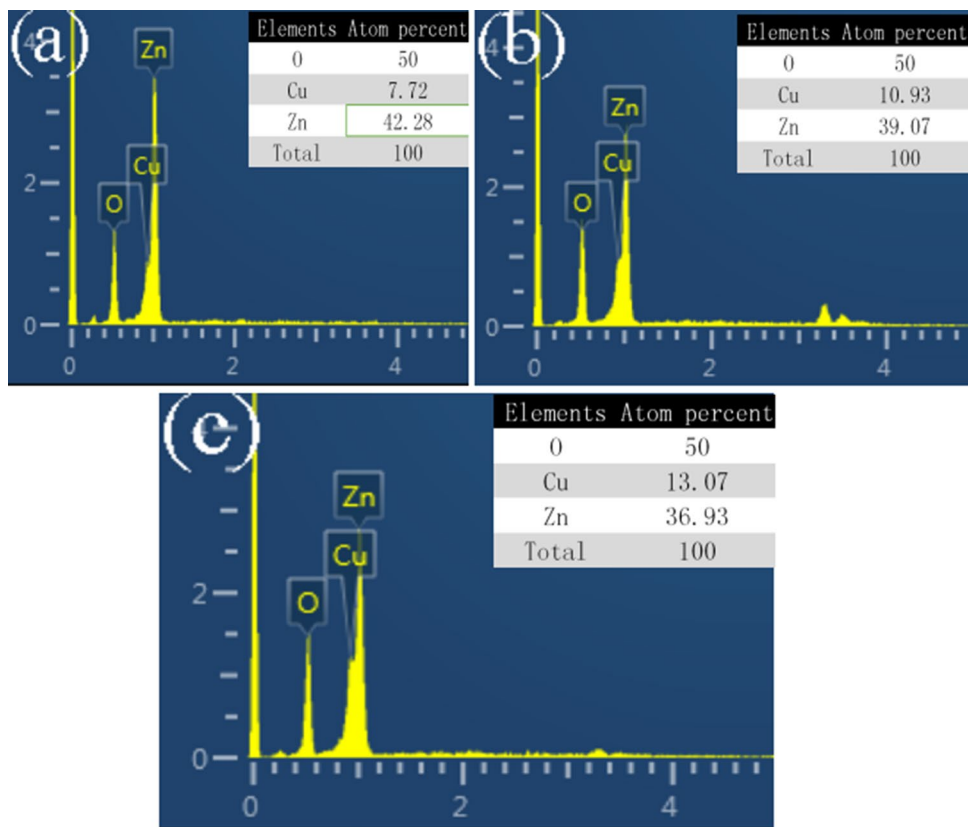 (a)
4
Zn
Cu
O
2
0
0 2 4
Elements Atom percent
O 50
Cu 7.72
Zn 42.28
Total 100
(b)
4
Zn
Cu
O
2
0
0 2 4
Elements Atom percent
O 50
Cu 10.93
Zn 39.07
Total 100
(c)
Zn
Cu
O
2
0
0 2 4
Elements Atom percent
O 50
Cu 13.07
Zn 36.93
Total 100